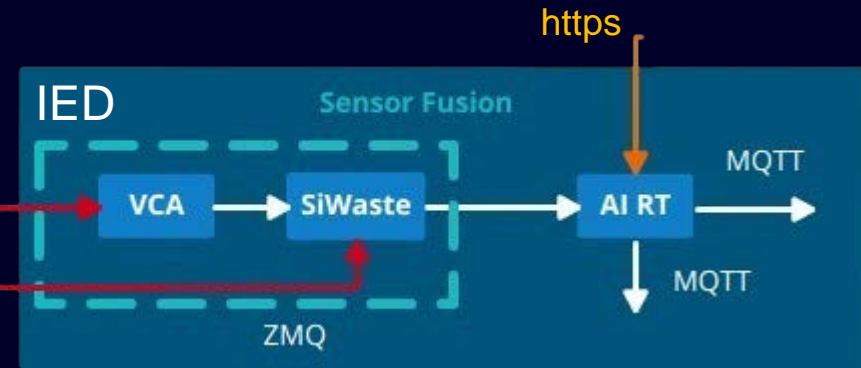 https
IED
Sensor Fusion
MQTT
VCA
SiWaste
AI RT
MQTT
ZMQ